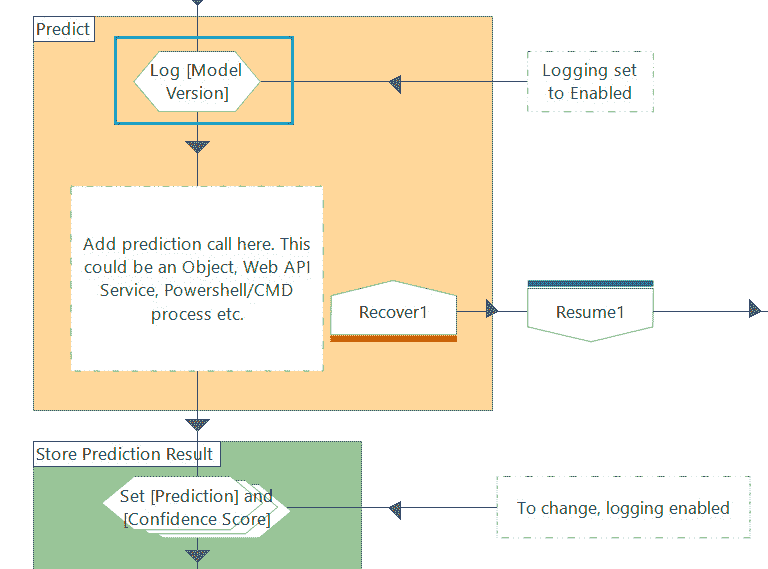 Predict
Log [Model
Version]
Logging set
to Enabled
Add prediction call here. This
could be an Object, Web API
Service, Powershell/CMD
process etc.
Recover1
Resume1
Store Prediction Result
Set [Prediction] and
[Confidence Score]
To change, logging enabled